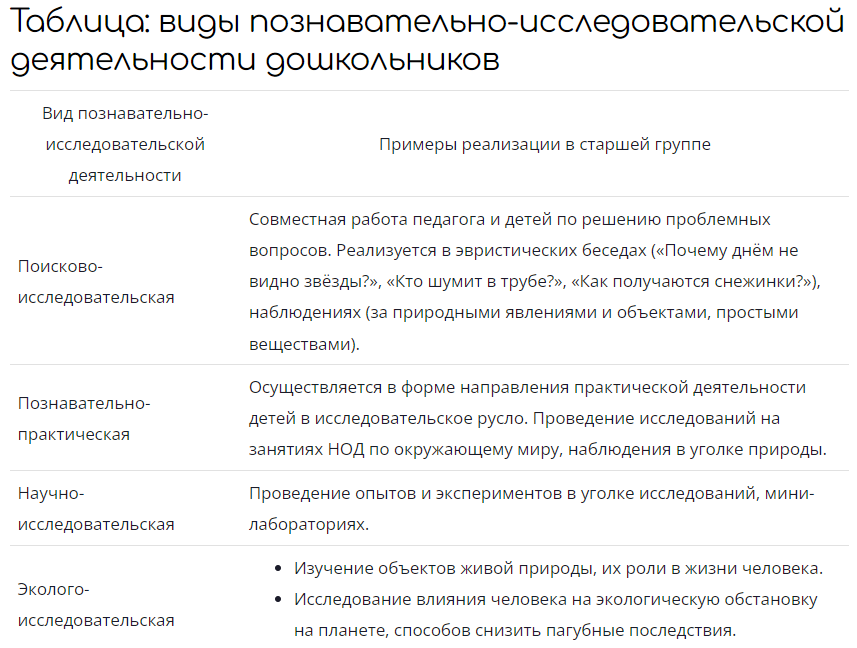 Таблица: виды познавательно-исследовательской
деятельности дошкольников
Вид познавательно-
исследовательской
деятельности
Примеры реализации в старшей группе
Поисково-
исследовательская
Совместная работа педагога и детей по решению проблемных
вопросов. Реализуется в эвристических беседах («Почему днём не
видно звёзды?», «Кто шумит в трубе?», «Как получаются снежинки?»),
наблюдениях (за природными явлениями и объектами, простыми
веществами).
Познавательно-
практическая
Осуществляется в форме направления практической деятельности
детей в исследовательское русло. Проведение исследований на
занятиях НОД по окружающему миру, наблюдения в уголке природы.
Научно-
исследовательская
Проведение опытов и экспериментов в уголке исследований, мини-
лабораториях.
Эколого-
исследовательская
• Изучение объектов живой природы, их роли в жизни человека.
• Исследование влияния человека на экологическую обстановку
на планете, способов снизить пагубные последствия.